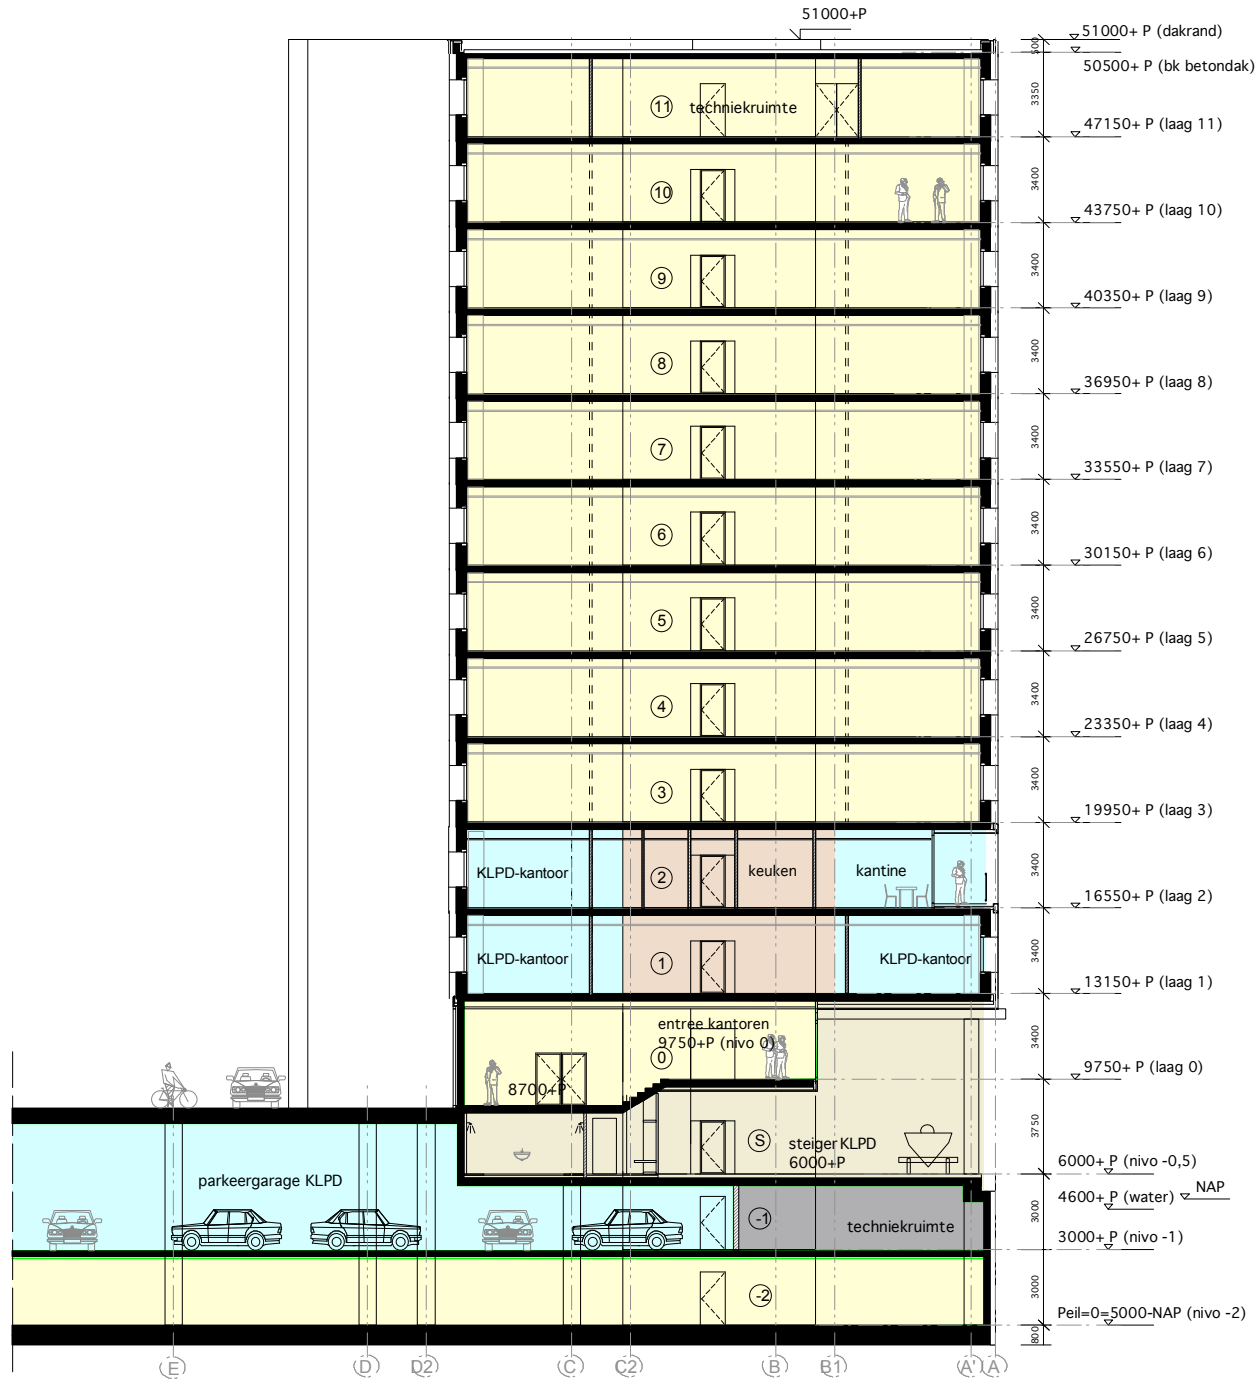 51000+P
51000+ P (dakrand)
500
50500+ P (bk betondak)
3350
11 techniekruimte
47150+ P (laag 11)
3400
10
43750+ P (laag 10)
3400
9
40350+ P (laag 9)
3400
8
36950+ P (laag 8)
3400
7
33550+ P (laag 7)
3400
6
30150+ P (laag 6)
3400
5
26750+ P (laag 5)
3400
4
23350+ P (laag 4)
3400
3
19950+ P (laag 3)
3400
KLPD-kantoor 2 keuken kantine
16550+ P (laag 2)
3400
KLPD-kantoor 1 KLPD-kantoor
13150+ P (laag 1)
3400
entree kantoren
9750+P (nivo 0)
0
9750+ P (laag 0)
8700+P
3750
S steiger KLPD
6000+P
6000+ P (nivo -0,5)
parkeergarage KLPD
4600+ P (water) NAP
3000
-1 techniekruimte
3000+ P (nivo -1)
3000
-2
Peil=0=5000-NAP (nivo -2)
800
E D D2 C C2 B B1 A' A